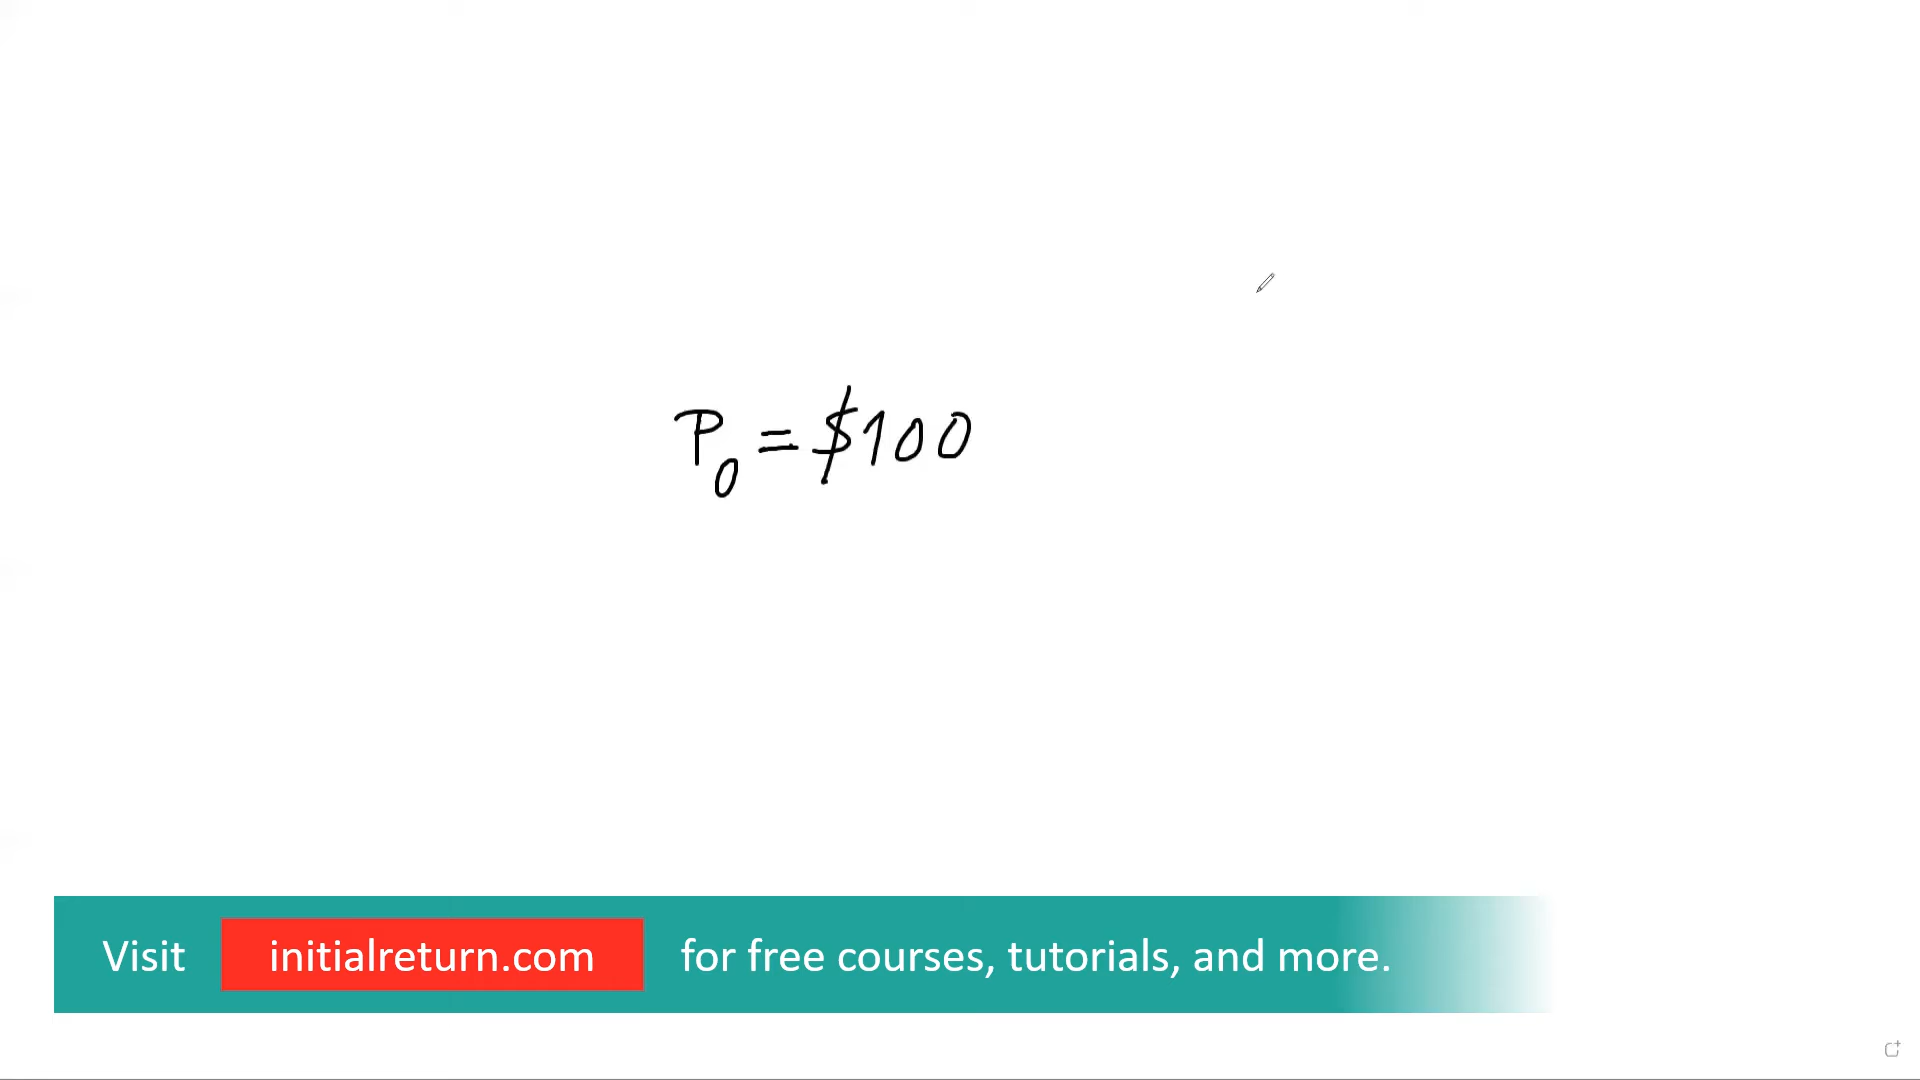 P₀ = $100
Visit initialreturn.com for free courses, tutorials, and more.